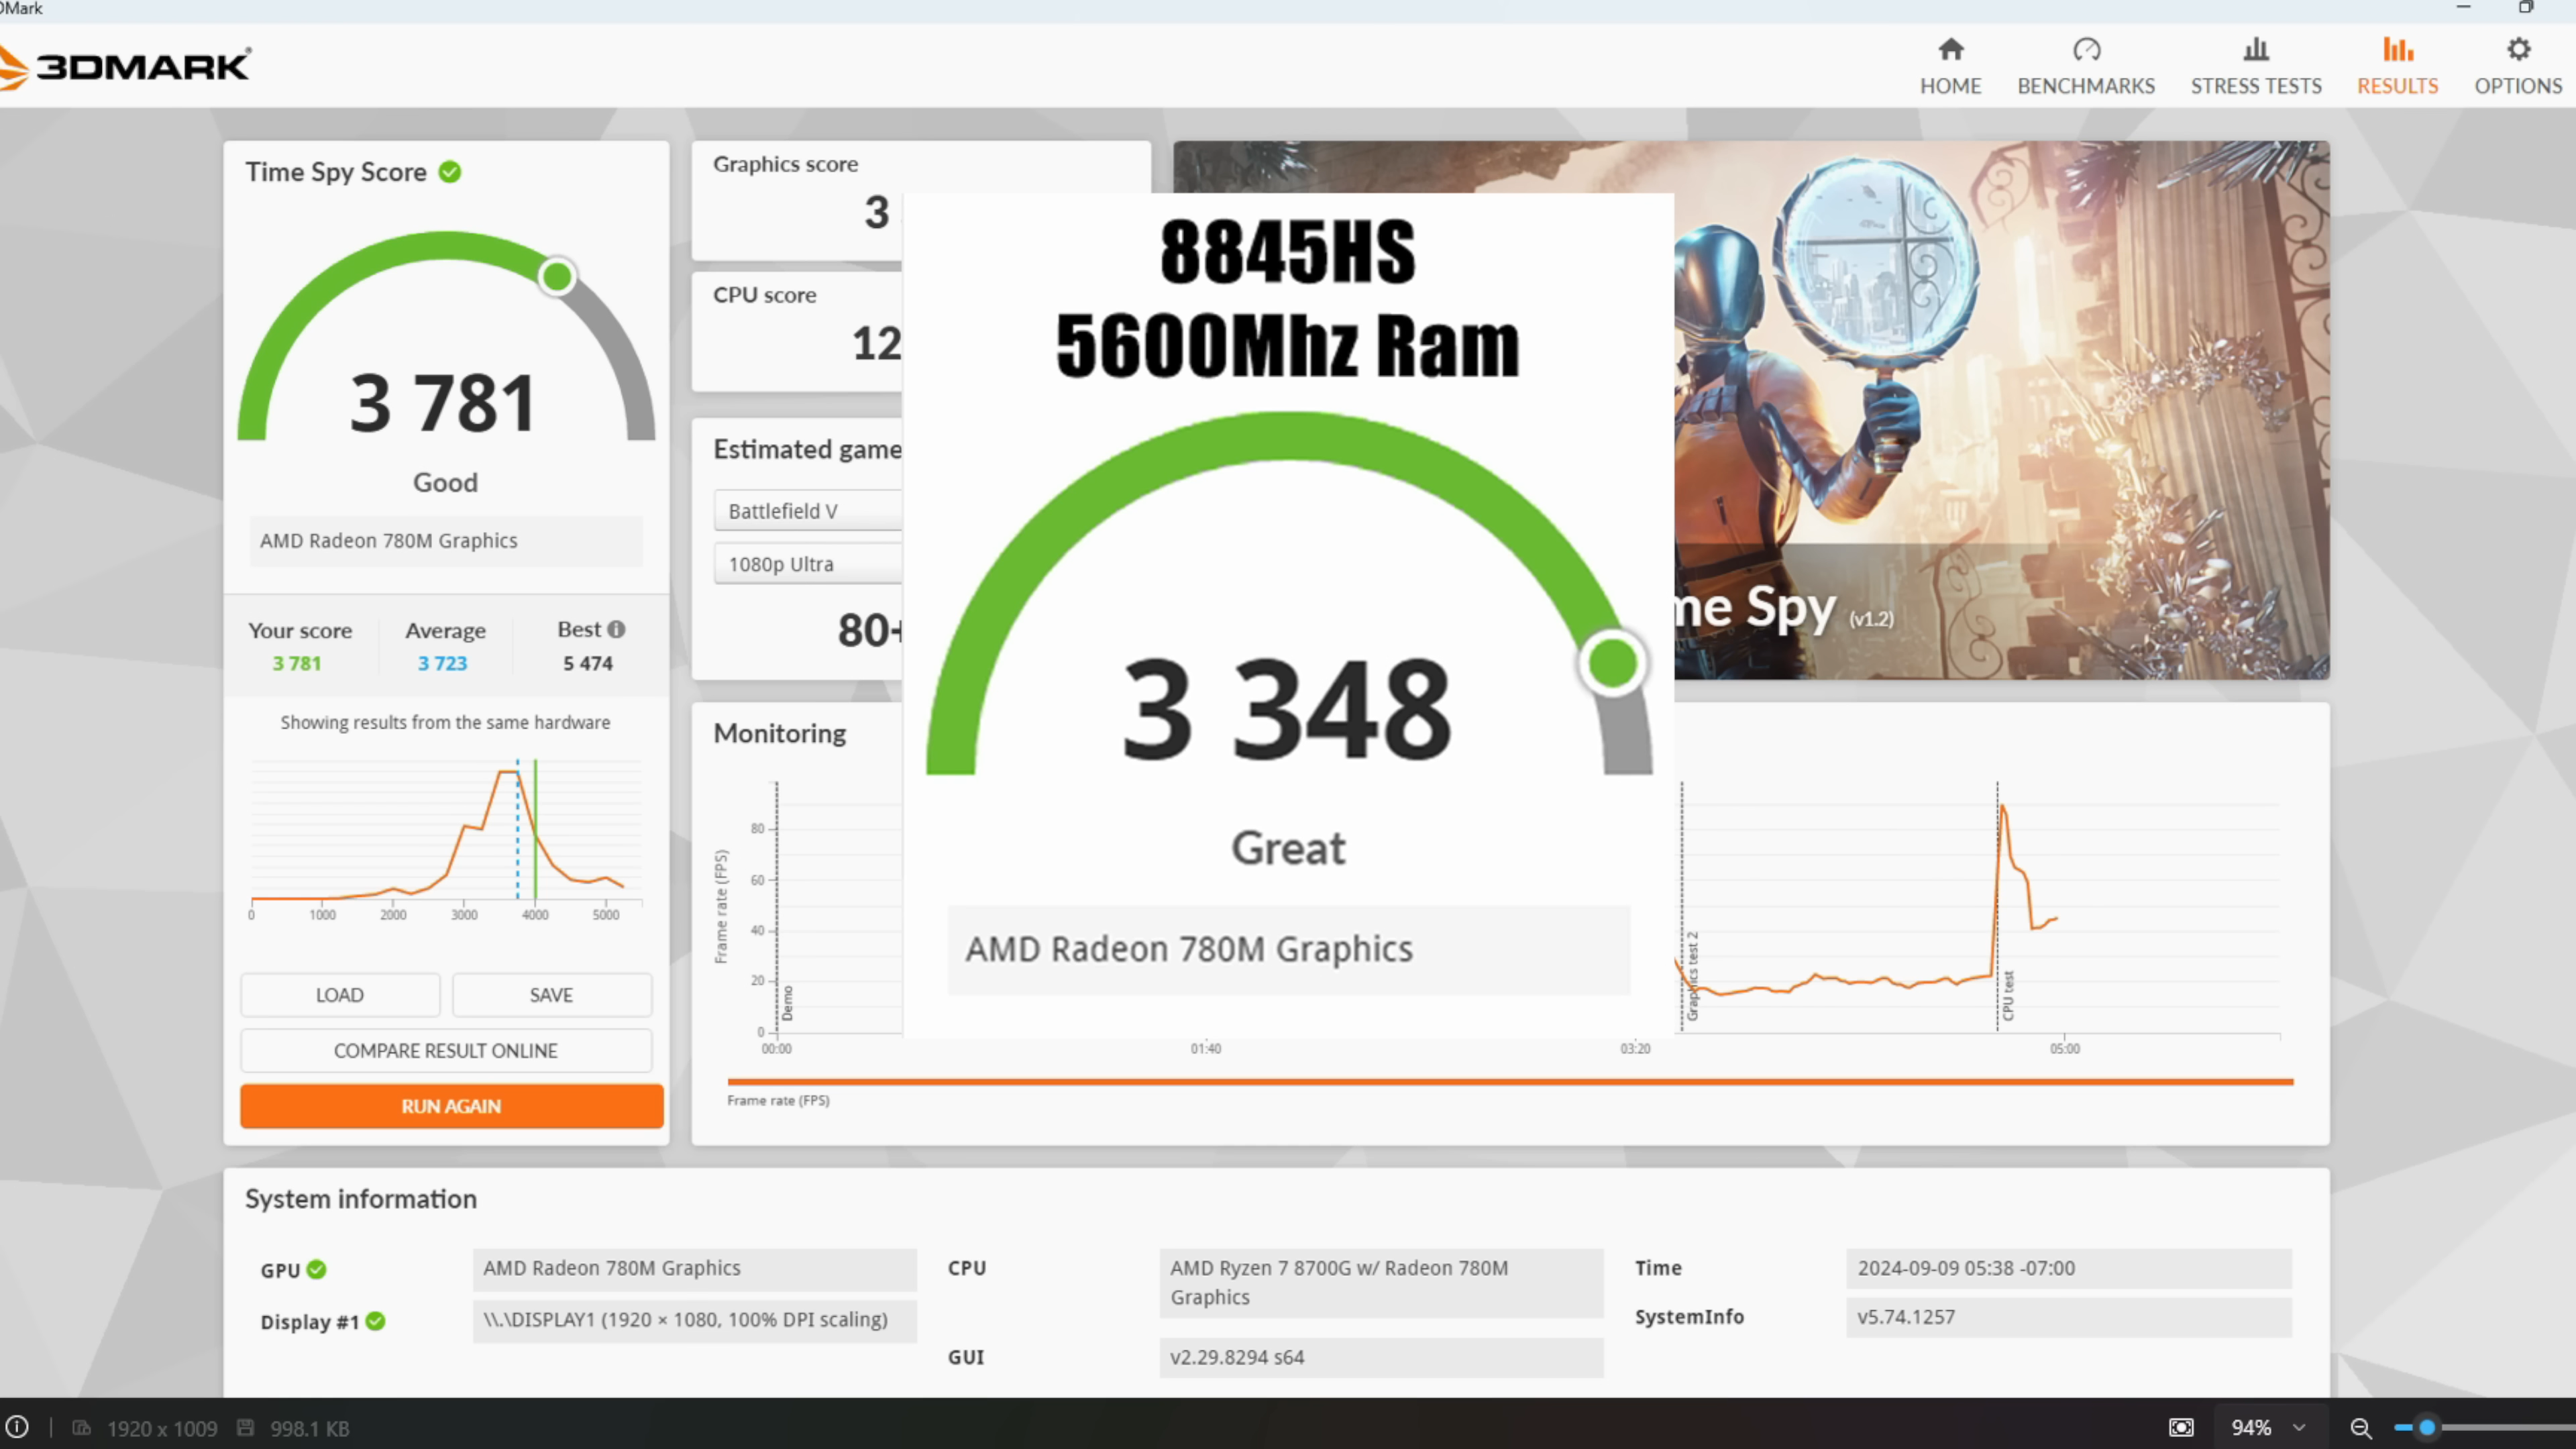 3DMARK
HOME
BENCHMARKS
STRESS TESTS
RESULTS
OPTIONS
Time Spy Score
3 781
Good
AMD Radeon 780M Graphics
Your score
Average
Best
3 781
3 723
5 474
Showing results from the same hardware
0 1000 2000 3000 4000 5000
LOAD
SAVE
COMPARE RESULT ONLINE
RUN AGAIN
Graphics score
3
CPU score
12
Estimated game
Battlefield V
1080p Ultra
80+
8845HS
5600Mhz Ram
3 348
Great
AMD Radeon 780M Graphics
me Spy (v1.2)
Monitoring
Frame rate (FPS)
80
60
40
20
0
Demo
Graphics test 2
CPU test
00:00 01:40 03:20 05:00
Frame rate (FPS)
System information
GPU
AMD Radeon 780M Graphics
Display #1
\\.\DISPLAY1 (1920 × 1080, 100% DPI scaling)
CPU
AMD Ryzen 7 8700G w/ Radeon 780M
Graphics
GUI
v2.29.8294 s64
Time
2024-09-09 05:38 -07:00
SystemInfo
v5.74.1257
1920 x 1009
998.1 KB
94%